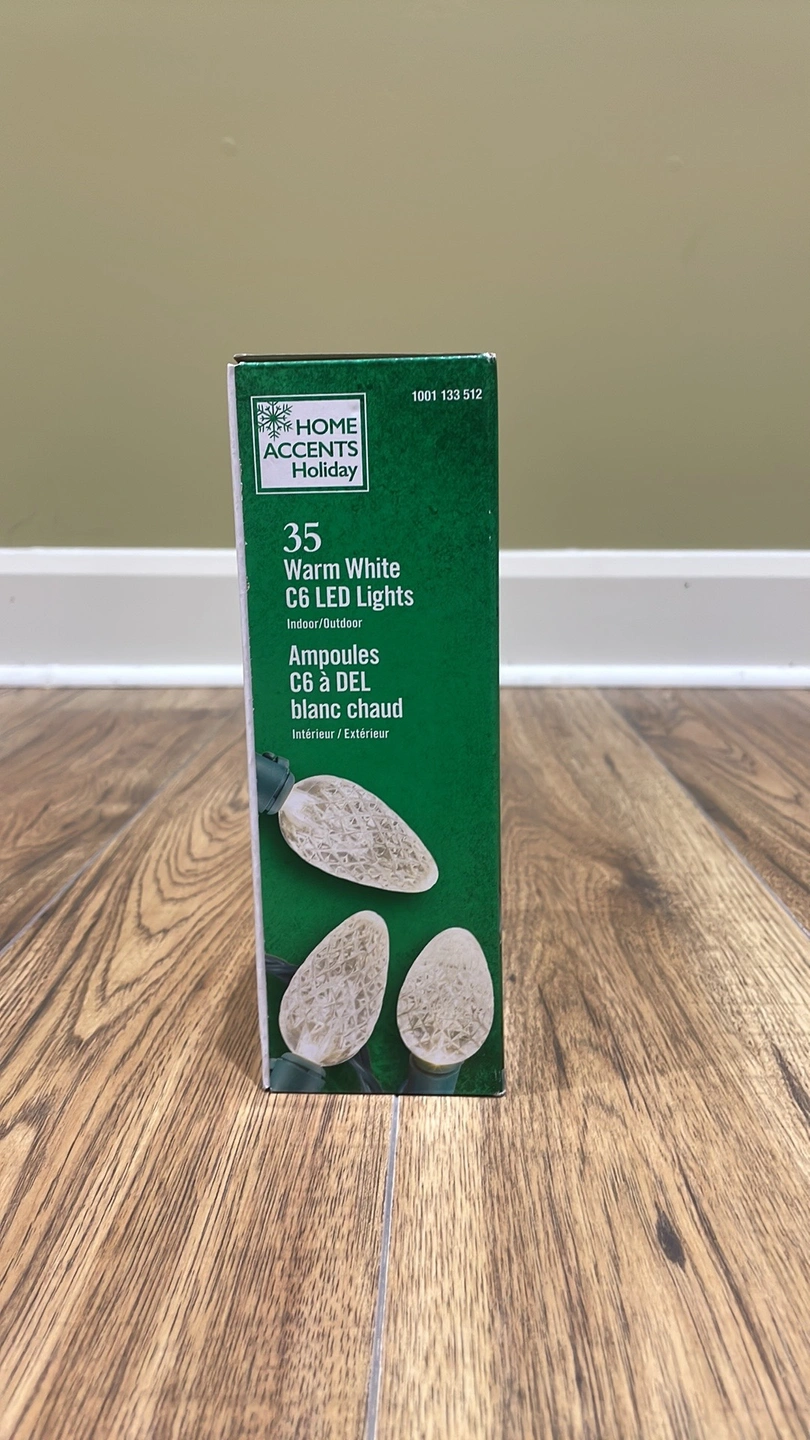 1001 133 512
HOME
ACCENTS
Holiday
35
Warm White
C6 LED Lights
Indoor/Outdoor
Ampoules
C6 à DEL
blanc chaud
Intérieur / Extérieur